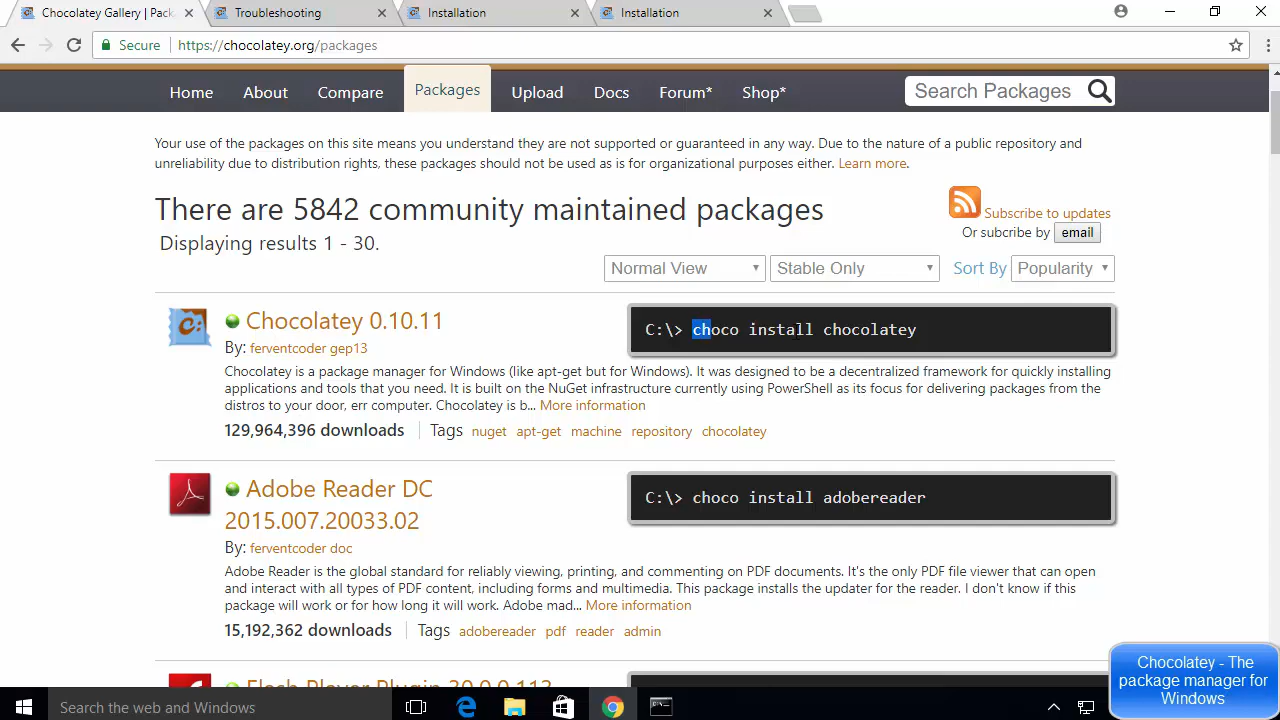 Chocolatey Gallery | Pack
Troubleshooting
Installation
Installation
Secure
https://chocolatey.org/packages
Home
About
Compare
Packages
Upload
Docs
Forum*
Shop*
Search Packages
Your use of the packages on this site means you understand they are not supported or guaranteed in any way. Due to the nature of a public repository and
unreliability due to distribution rights, these packages should not be used as is for organizational purposes either. Learn more.
There are 5842 community maintained packages
Displaying results 1 - 30.
Subscribe to updates
Or subcribe by email
Normal View
Stable Only
Sort By
Popularity
Chocolatey 0.10.11
C:\> choco install chocolatey
By: ferventcoder gep13
Chocolatey is a package manager for Windows (like apt-get but for Windows). It was designed to be a decentralized framework for quickly installing
applications and tools that you need. It is built on the NuGet infrastructure currently using PowerShell as its focus for delivering packages from the
distros to your door, err computer. Chocolatey is b... More information
129,964,396 downloads
Tags nuget apt-get machine repository chocolatey
Adobe Reader DC
2015.007.20033.02
C:\> choco install adobereader
By: ferventcoder doc
Adobe Reader is the global standard for reliably viewing, printing, and commenting on PDF documents. It's the only PDF file viewer that can open
and interact with all types of PDF content, including forms and multimedia. This package installs the updater for the reader. I don't know if this
package will work or for how long it will work. Adobe mad... More information
15,192,362 downloads
Tags adobereader pdf reader admin
Flash Player Plugin 30.0.0.113
Chocolatey - The
package manager for
Windows
Search the web and Windows